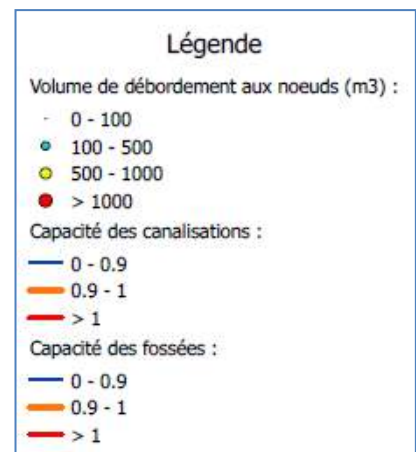 Légende
Volume de débordement aux noeuds (m3) :
0 - 100
100 - 500
500 - 1000
> 1000
Capacité des canalisations :
0 - 0.9
0.9 - 1
> 1
Capacité des fossées :
0 - 0.9
0.9 - 1
> 1